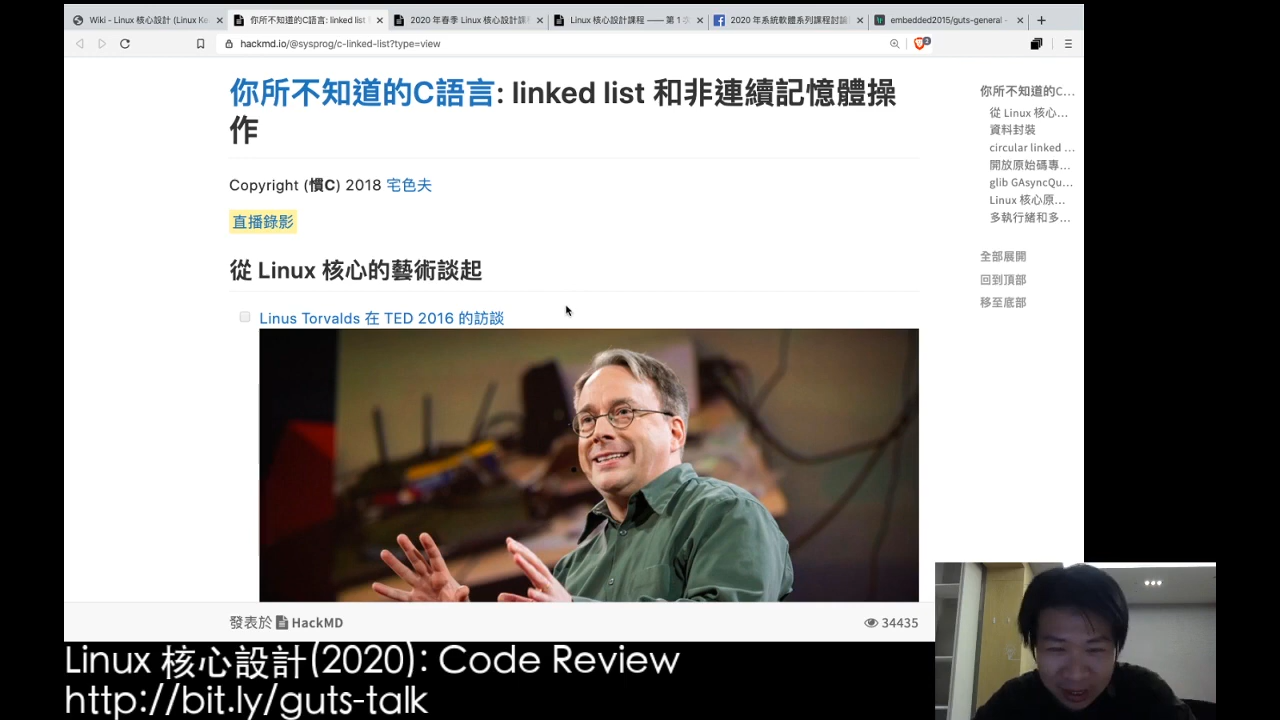 Wiki - Linux 核心設計 (Linux Ke
你所不知道的C語言: linked list
2020 年春季 Linux 核心設計課
Linux 核心設計課程 —— 第 1
2020 年系統軟體系列課程討論
embedded2015/guts-general -
hackmd.io/@sysprog/c-linked-list?type=view
你所不知道的C語言: linked list 和非連續記憶體操
作
Copyright (慣C) 2018 宅色夫
直播錄影
從 Linux 核心的藝術談起
Linus Torvalds 在 TED 2016 的訪談
你所不知道的C...
從 Linux 核心...
資料封裝
circular linked ...
開放原始碼專...
glib GAsyncQu...
Linux 核心原...
多執行緒和多...
全部展開
回到頂部
移至底部
發表於 HackMD
34435
Linux 核心設計(2020): Code Review
http://bit.ly/guts-talk